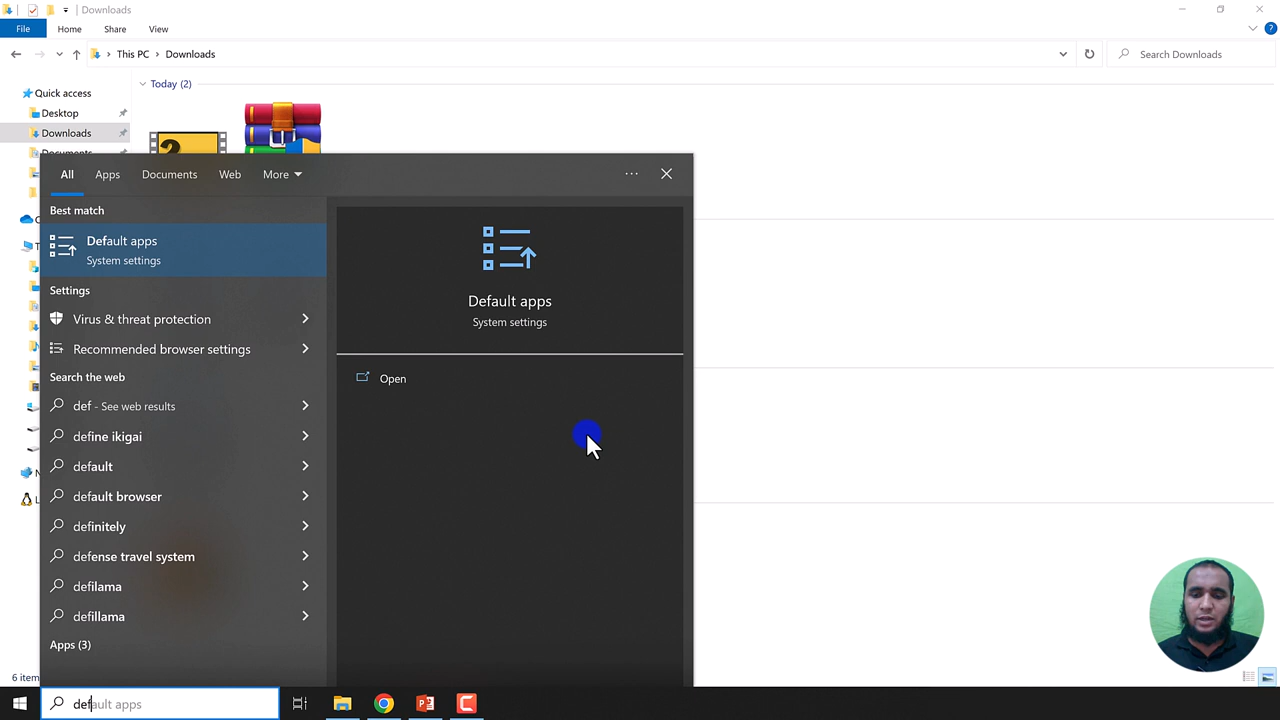 Downloads
File
Home
Share
View
This PC
Downloads
Search Downloads
Quick access
Desktop
Downloads
Documents
Today (2)
All
Apps
Documents
Web
More
Best match
Default apps
System settings
Settings
Virus & threat protection
Recommended browser settings
Search the web
def - See web results
define ikigai
default
default browser
definitely
defense travel system
defilama
defillama
Apps (3)
Default apps
System settings
Open
6 item
default apps